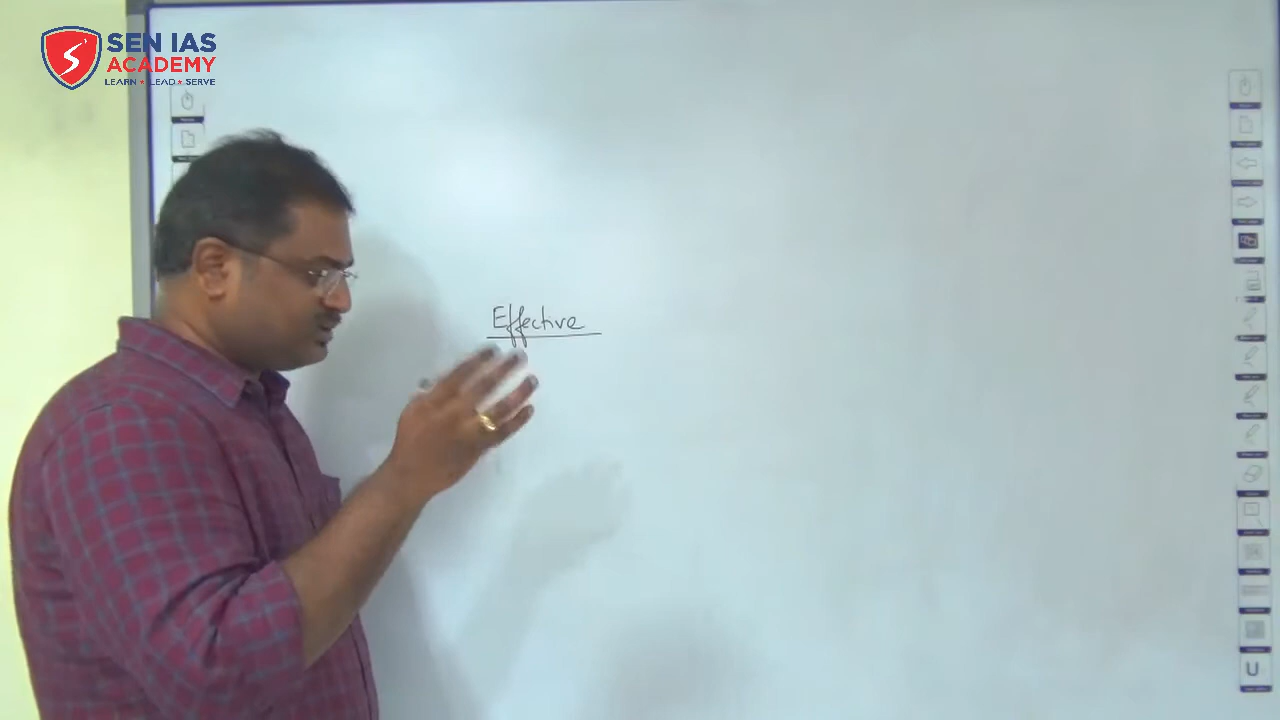 SEN IAS
ACADEMY
LEARN ★ LEAD ★ SERVE
Effective
U